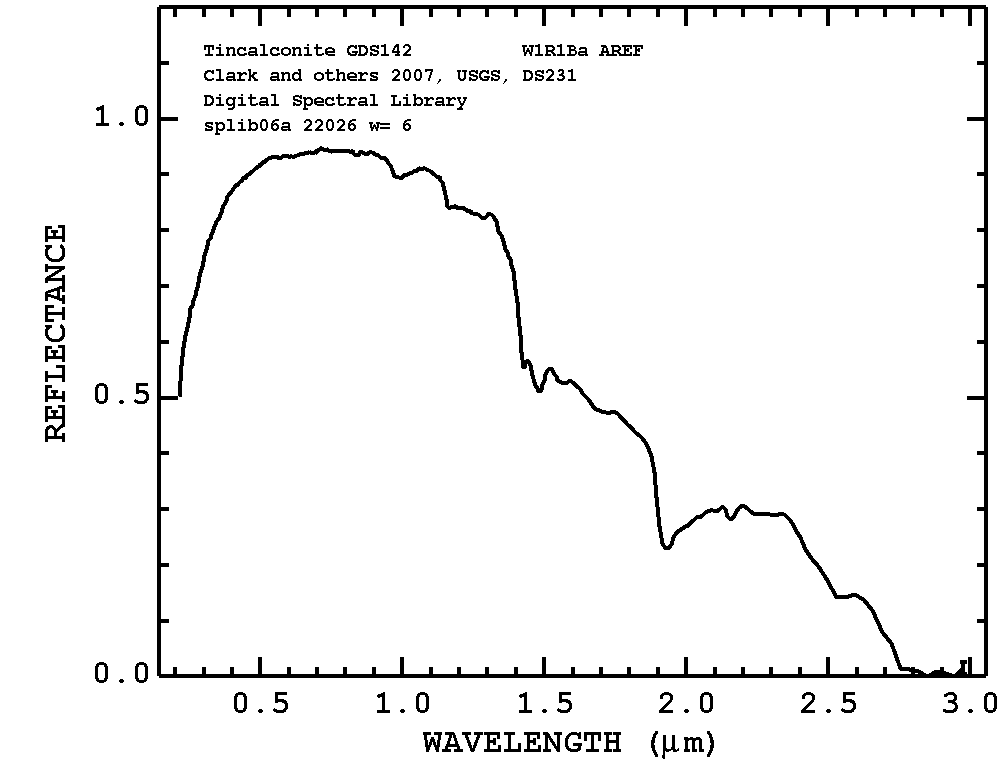 Tincalconite GDS142 W1R1Ba AREF
Clark and others 2007, USGS, DS231
Digital Spectral Library
splib06a 22026 w= 6
1.0
0.5
0.0
REFLECTANCE
0.5 1.0 1.5 2.0 2.5 3.0
WAVELENGTH (μm)